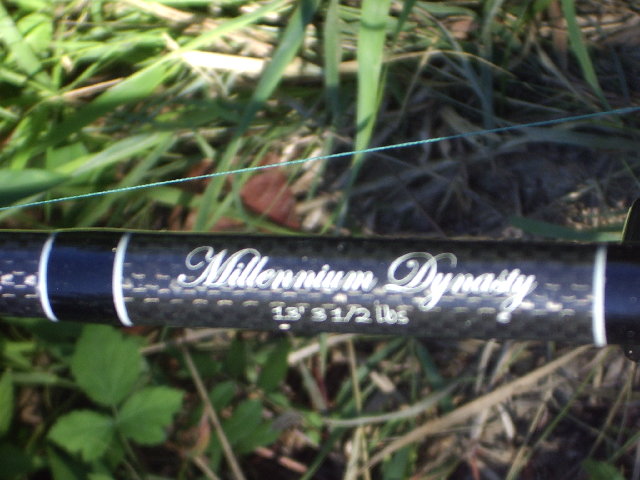 Millennium Dynasty
13' 3 1/2 lbs